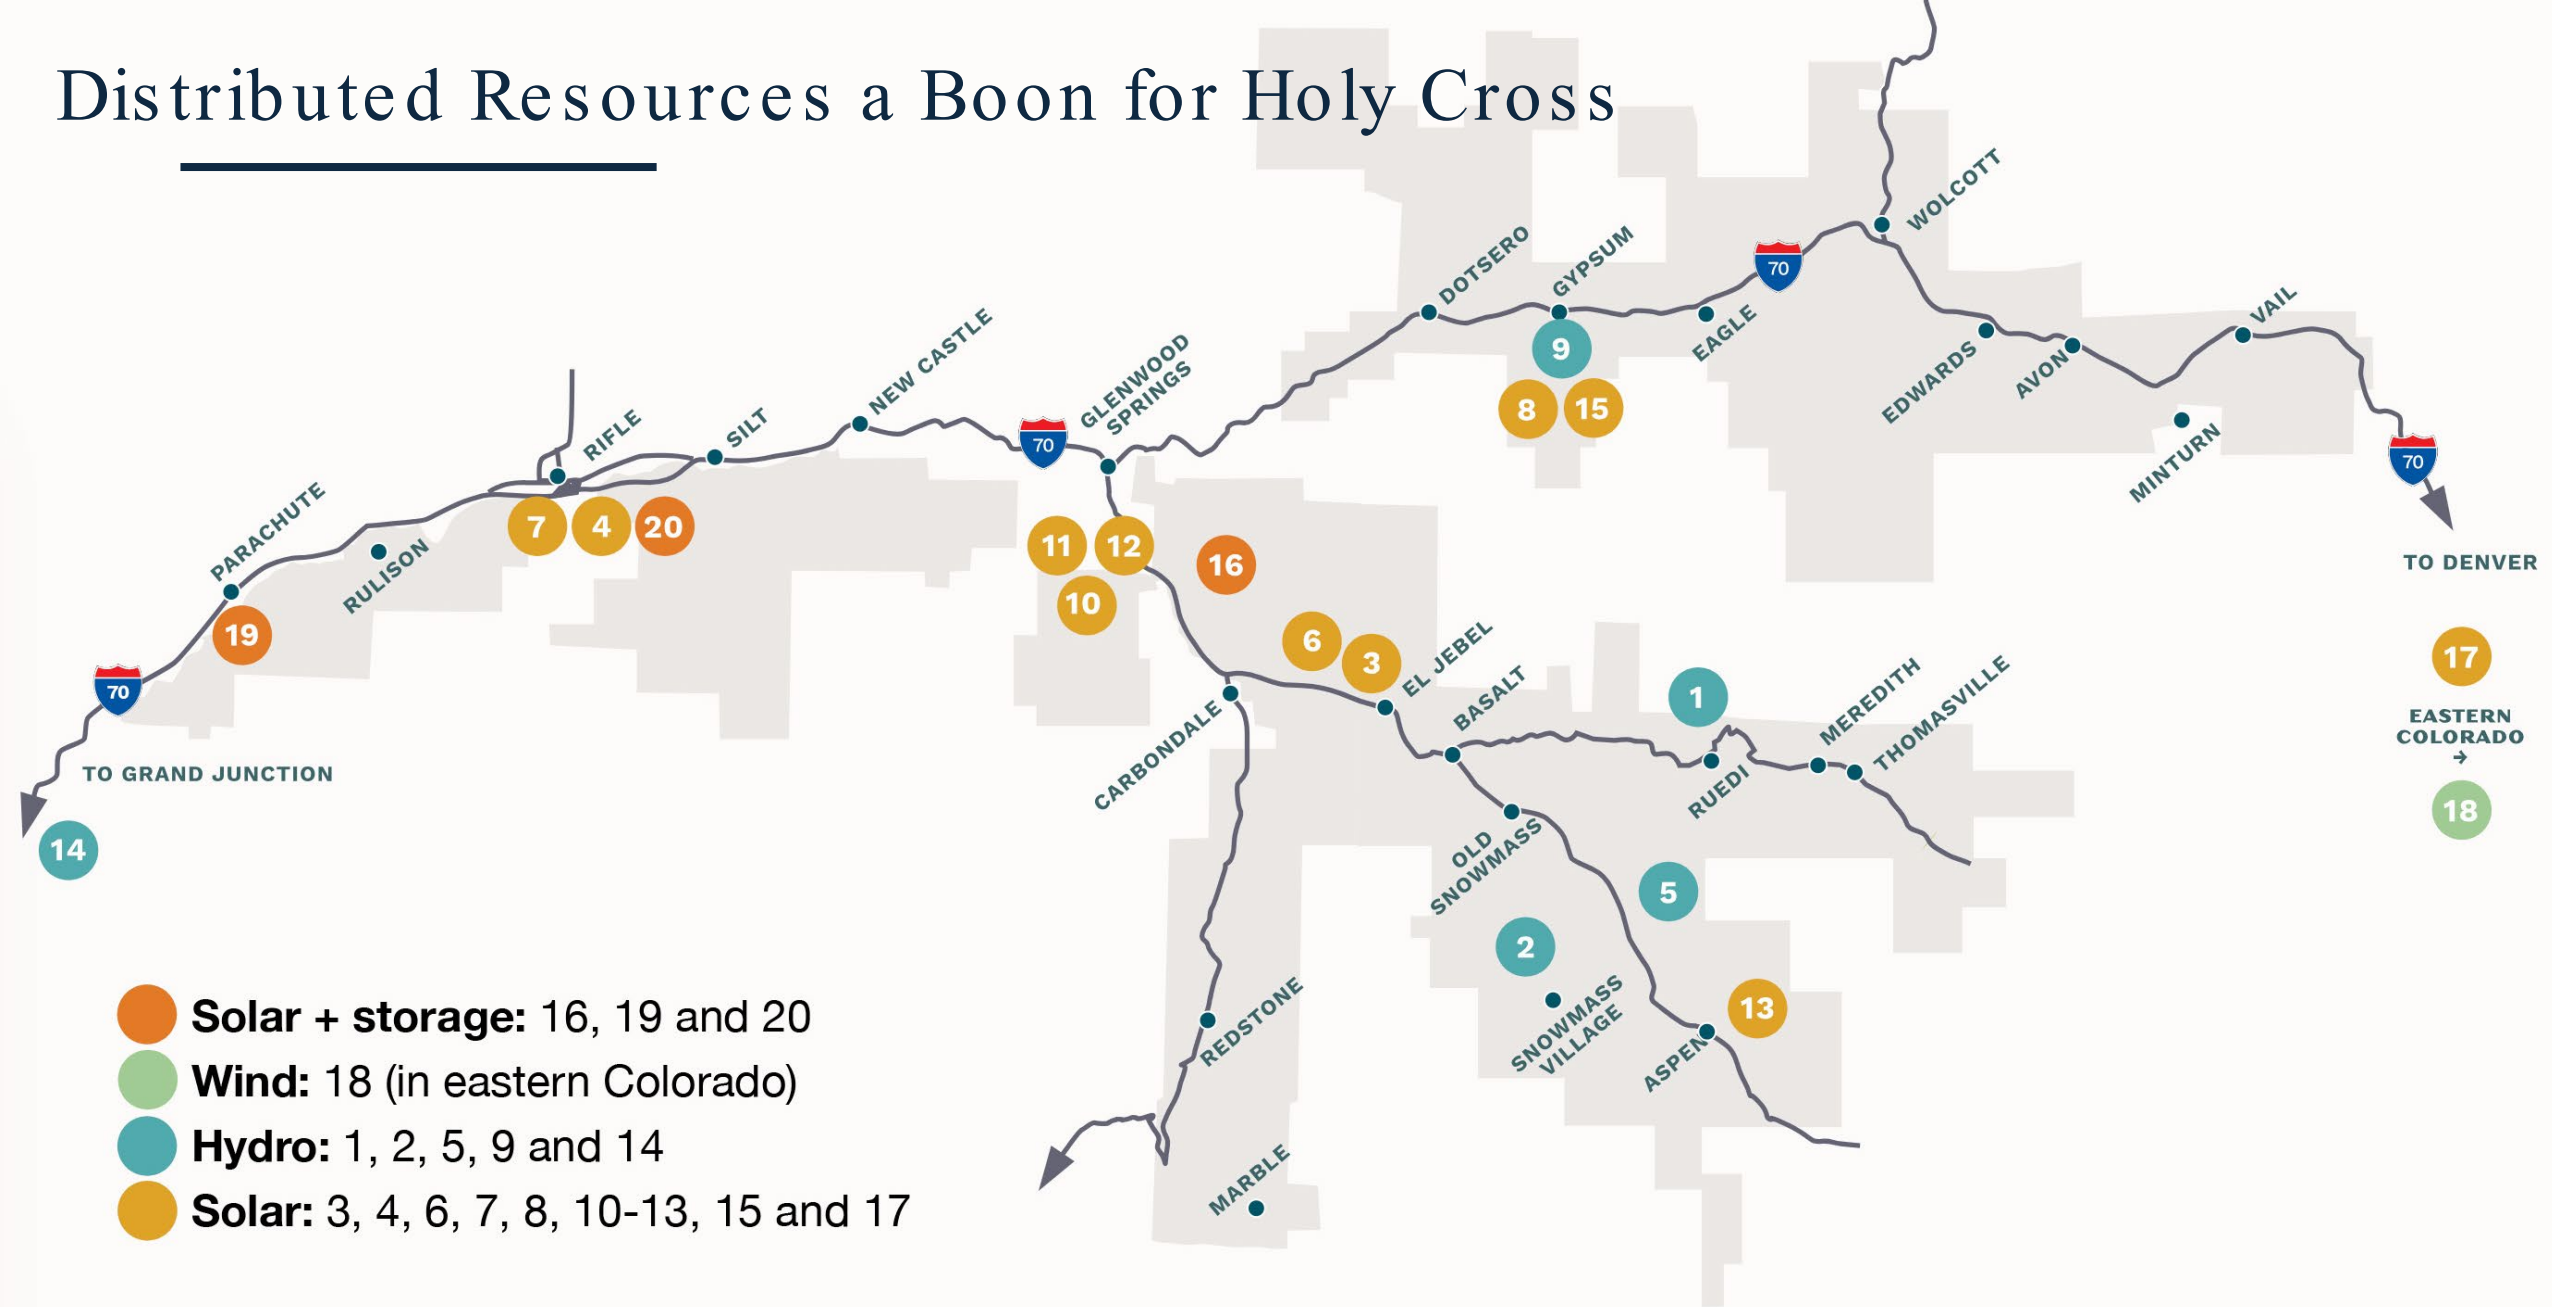 Distributed Resources a Boon for Holy Cross
WOLCOTT
DOTSERO
GYPSUM
70
EAGLE
VAIL
EDWARDS
AVON
MINTURN
9
8
15
NEW CASTLE
GLENWOOD
SPRINGS
70
70
RIFLE
SILT
PARACHUTE
RULISON
7
4
20
19
70
TO GRAND JUNCTION
14
11
12
10
16
6
3
EL JEBEL
BASALT
CARBONDALE
1
RUEDI
MEREDITH
THOMASVILLE
OLD
SNOWMASS
5
2
SNOWMASS
VILLAGE
13
ASPEN
REDSTONE
MARBLE
TO DENVER
17
EASTERN
COLORADO
→
18
Solar + storage: 16, 19 and 20
Wind: 18 (in eastern Colorado)
Hydro: 1, 2, 5, 9 and 14
Solar: 3, 4, 6, 7, 8, 10-13, 15 and 17